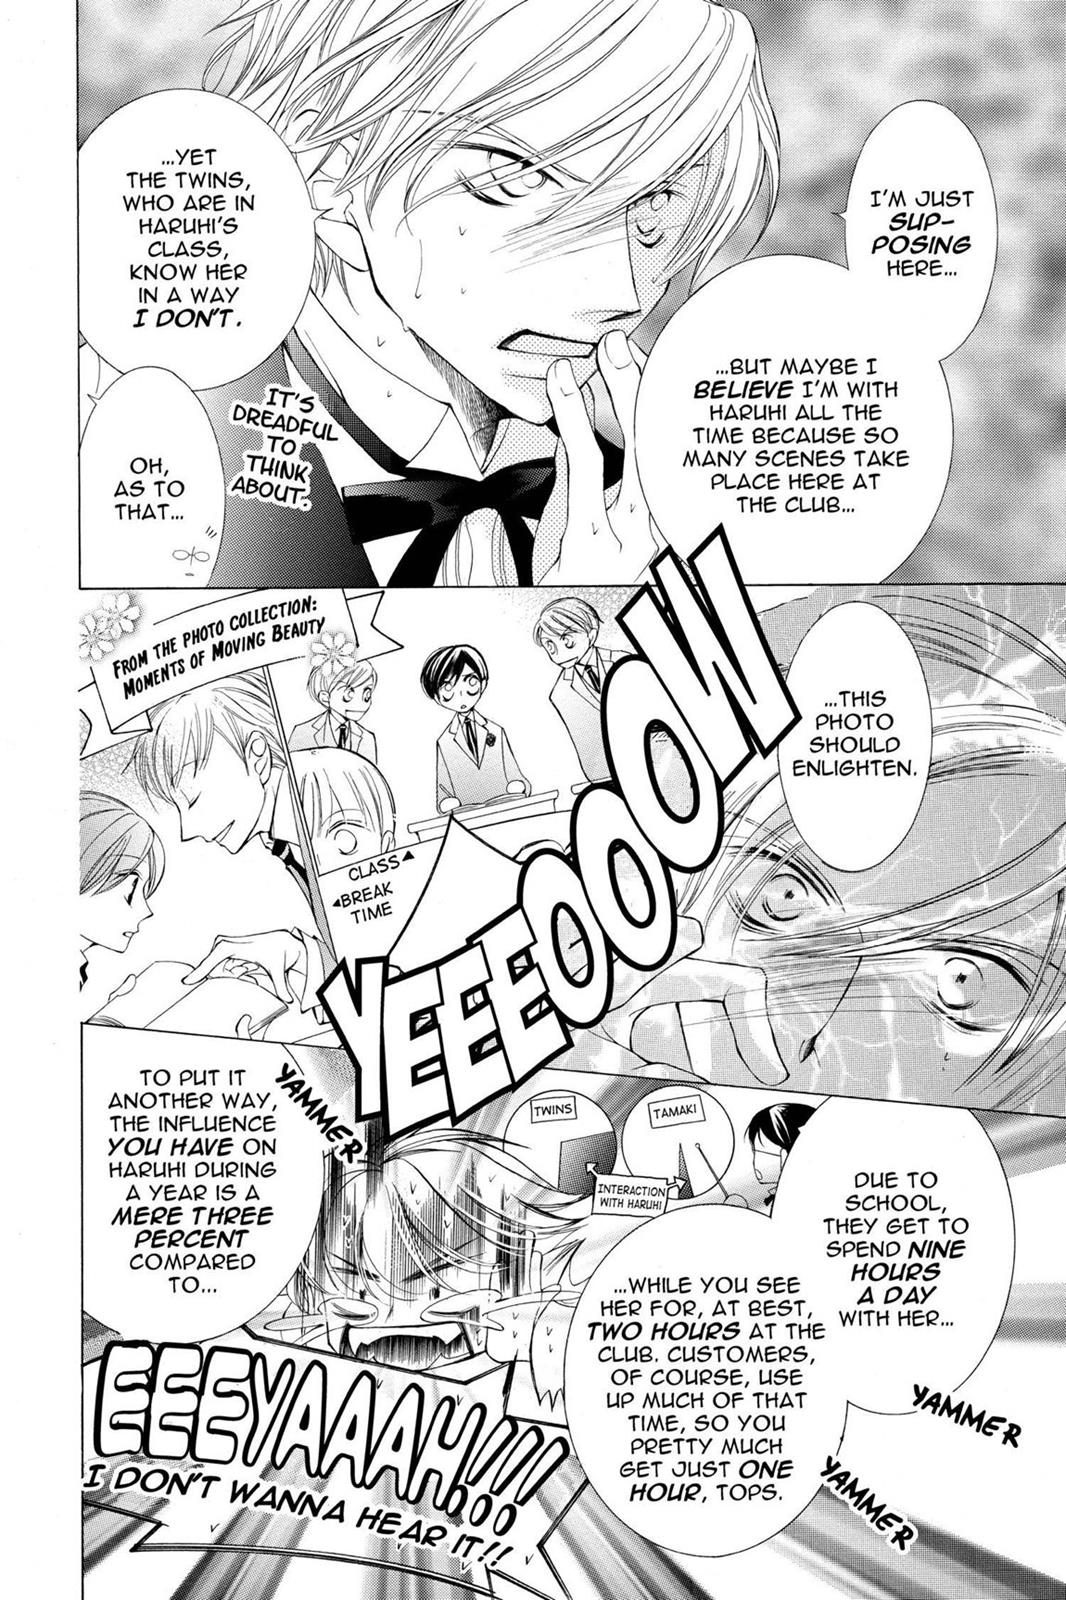 I'M JUST
SUP-
POSING
HERE...
...BUT MAYBE I
BELIEVE I'M WITH
HARUHI ALL THE
TIME BECAUSE SO
MANY SCENES TAKE
PLACE HERE AT
THE CLUB...
...YET
THE TWINS,
WHO ARE IN
HARUHI'S
CLASS,
KNOW HER
IN A WAY
I DON'T.
IT'S
DREADFUL
TO
THINK
ABOUT.
OH,
AS TO
THAT...
...THIS
PHOTO
SHOULD
ENLIGHTEN.
FROM THE PHOTO COLLECTION:
MOMENTS OF MOVING BEAUTY
CLASS
BREAK
TIME
YEEEOOOOW
DUE TO
SCHOOL,
THEY GET TO
SPEND NINE
HOURS
A DAY
WITH HER...
TWINS
TAMAKI
INTERACTION
WITH HARUHI
...WHILE YOU SEE
HER FOR, AT BEST,
TWO HOURS AT THE
CLUB. CUSTOMERS,
OF COURSE, USE
UP MUCH OF THAT
TIME, SO YOU
PRETTY MUCH
GET JUST ONE
HOUR, TOPS.
YAMMER
YAMMER
YAMMER
TO PUT IT
ANOTHER WAY,
THE INFLUENCE
YOU HAVE ON
HARUHI DURING
A YEAR IS A
MERE THREE
PERCENT
COMPARED
TO...
EEEYAAAH!!!!
I DON'T WANNA HEAR IT!!